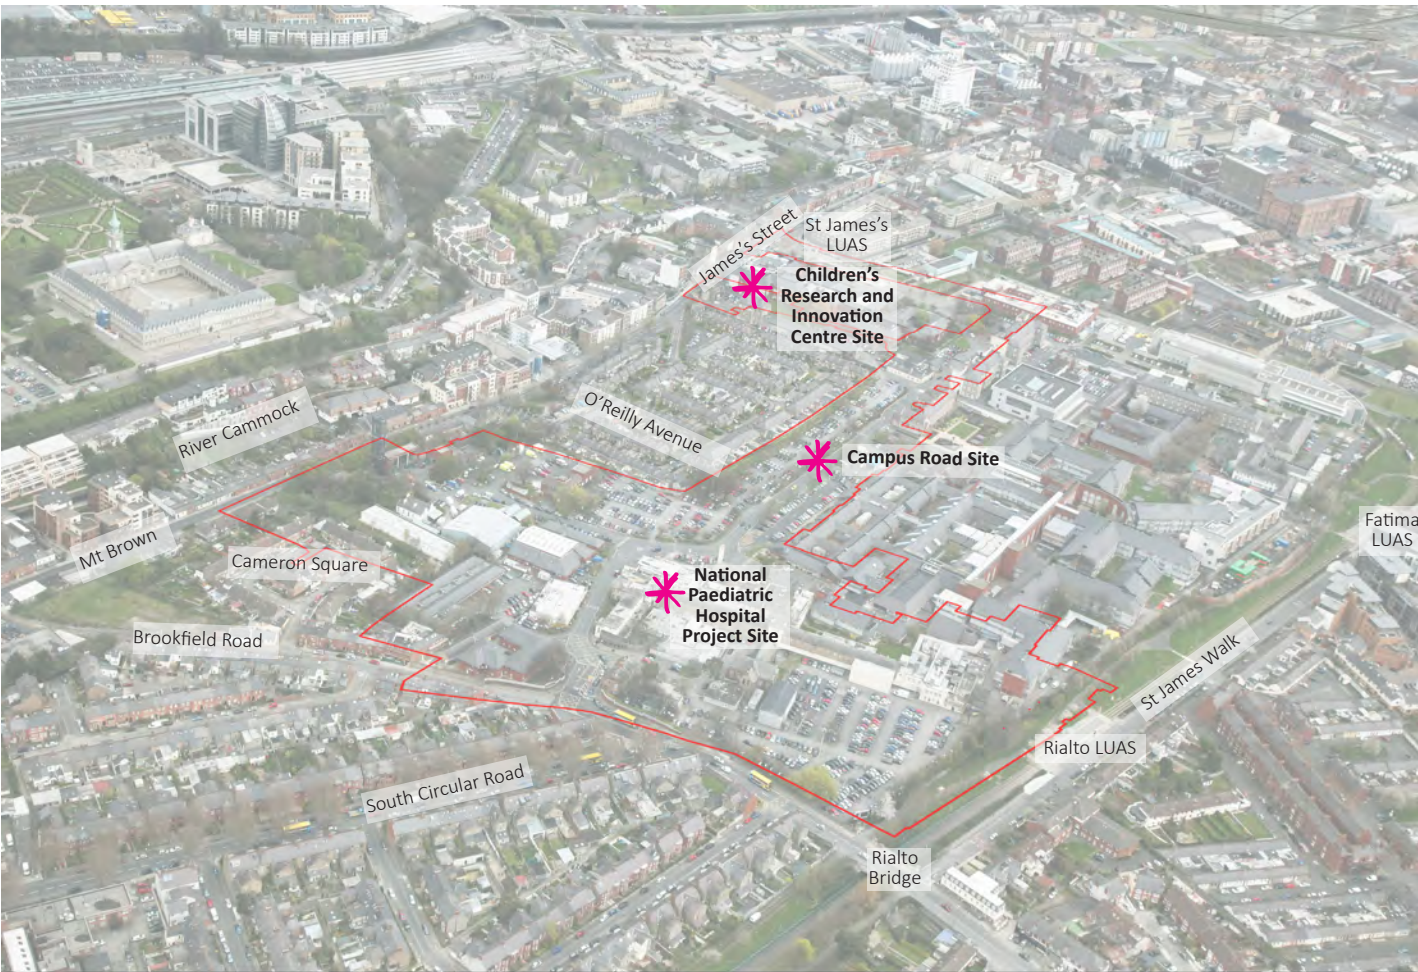 James's Street
St James's
LUAS
Children's
Research and
Innovation
Centre Site
River Cammock
O'Reilly Avenue
Campus Road Site
Fatima
LUAS
Mt Brown
Cameron Square
National
Paediatric
Hospital
Project Site
Brookfield Road
St James Walk
Rialto LUAS
South Circular Road
Rialto
Bridge